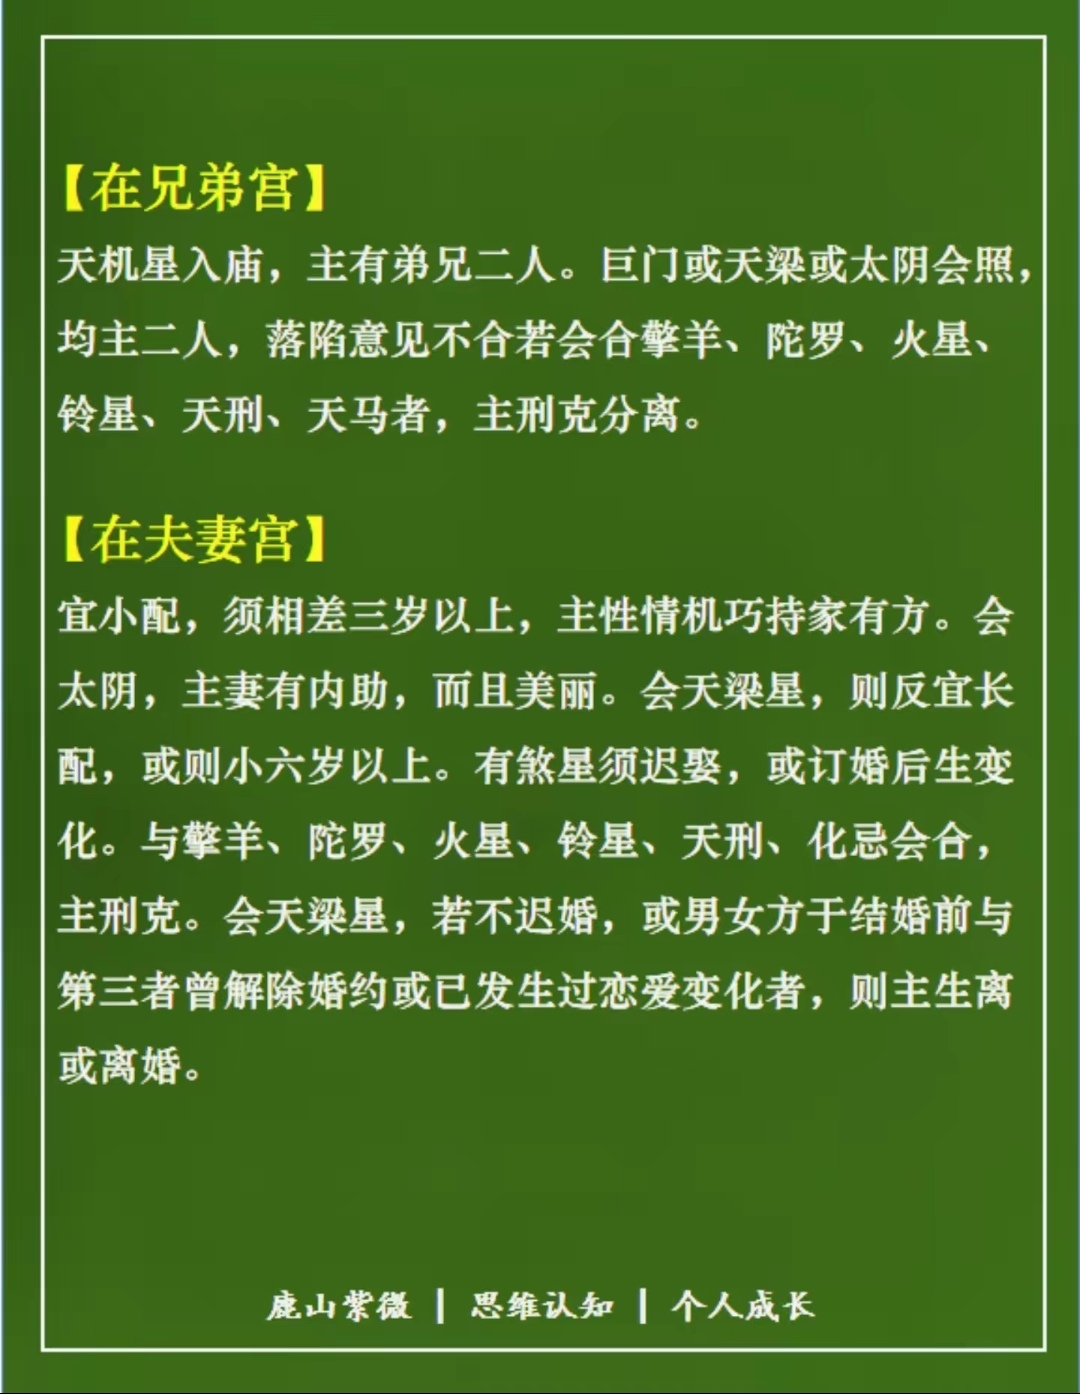 【在兄弟宫】
天机星入庙，主有弟兄二人。巨门或天梁或太阴会照，
均主二人，落陷意见不合若会合擎羊、陀罗、火星、
铃星、天刑、天马者，主刑克分离。
【在夫妻宫】
宜小配，须相差三岁以上，主性情机巧持家有方。会
太阴，主妻有内助，而且美丽。会天梁星，则反宜长
配，或则小六岁以上。有煞星须迟娶，或订婚后生变
化。与擎羊、陀罗、火星、铃星、天刑、化忌会合，
主刑克。会天梁星，若不迟婚，或男女方于结婚前与
第三者曾解除婚约或已发生过恋爱变化者，则主生离
或离婚。
鹿山紫微 | 思维认知 | 个人成长